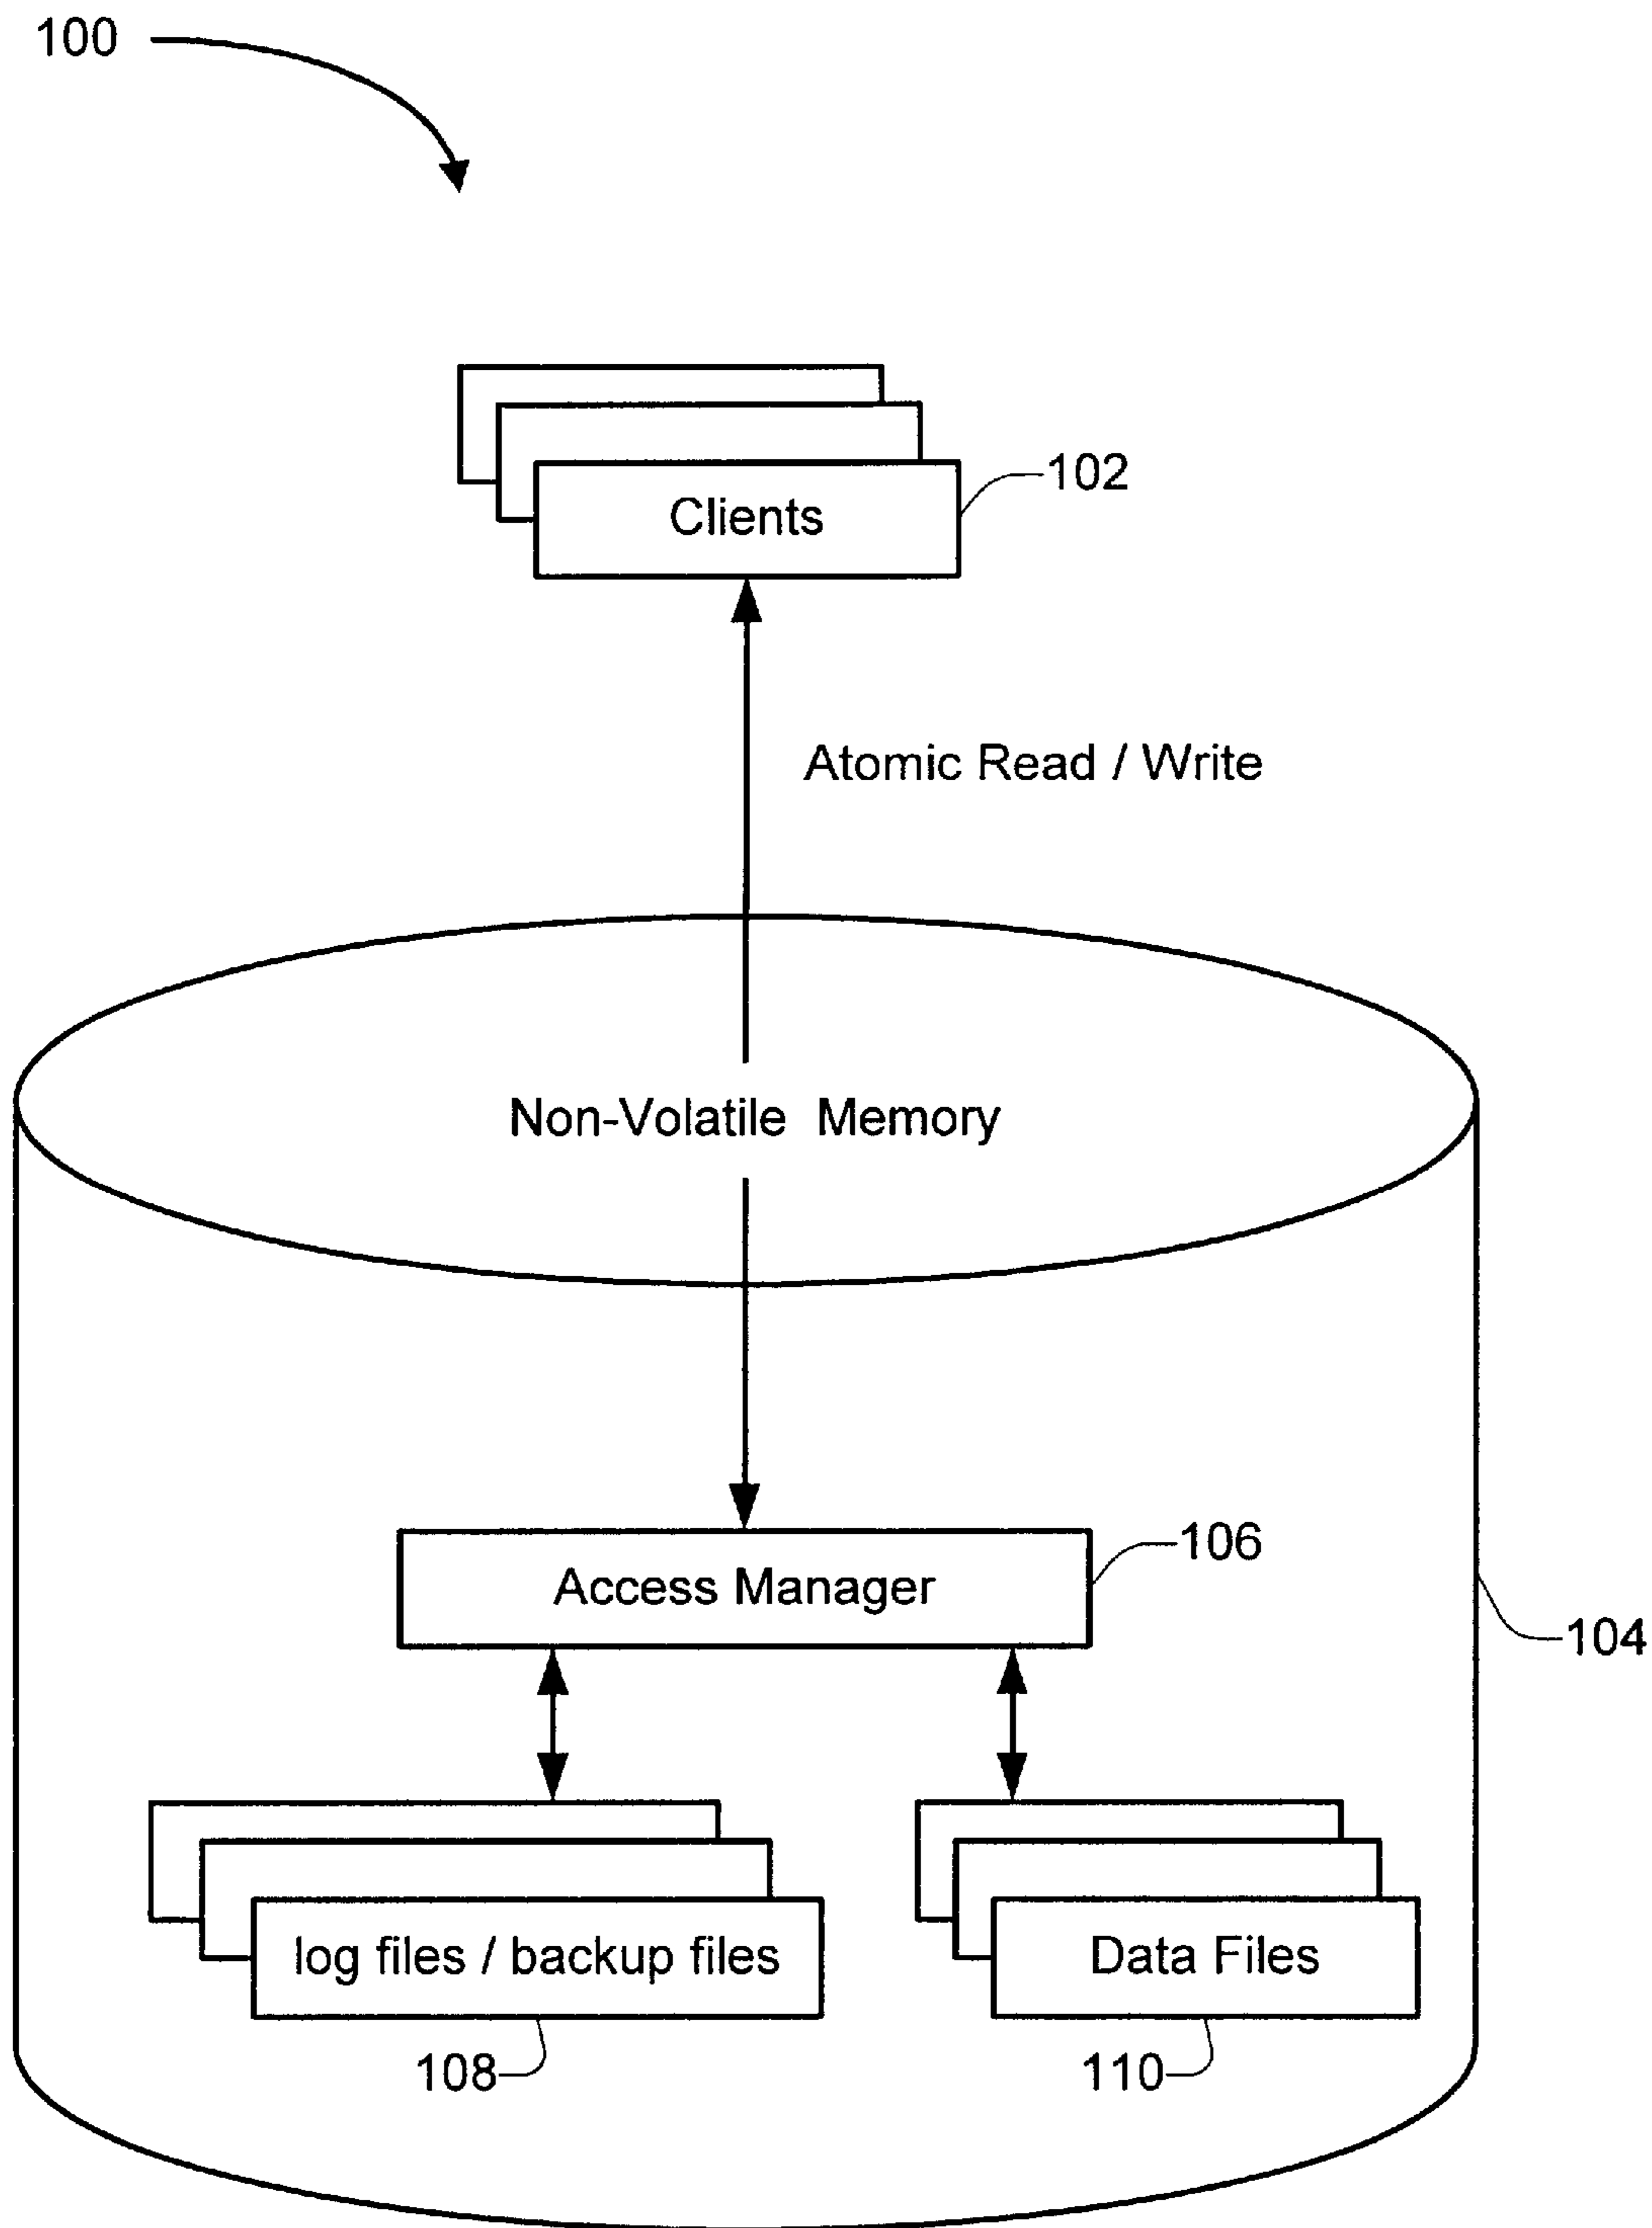 100
102
Clients
Atomic Read / Write
Non-Volatile Memory
106
Access Manager
104
log files / backup files
Data Files
108
110